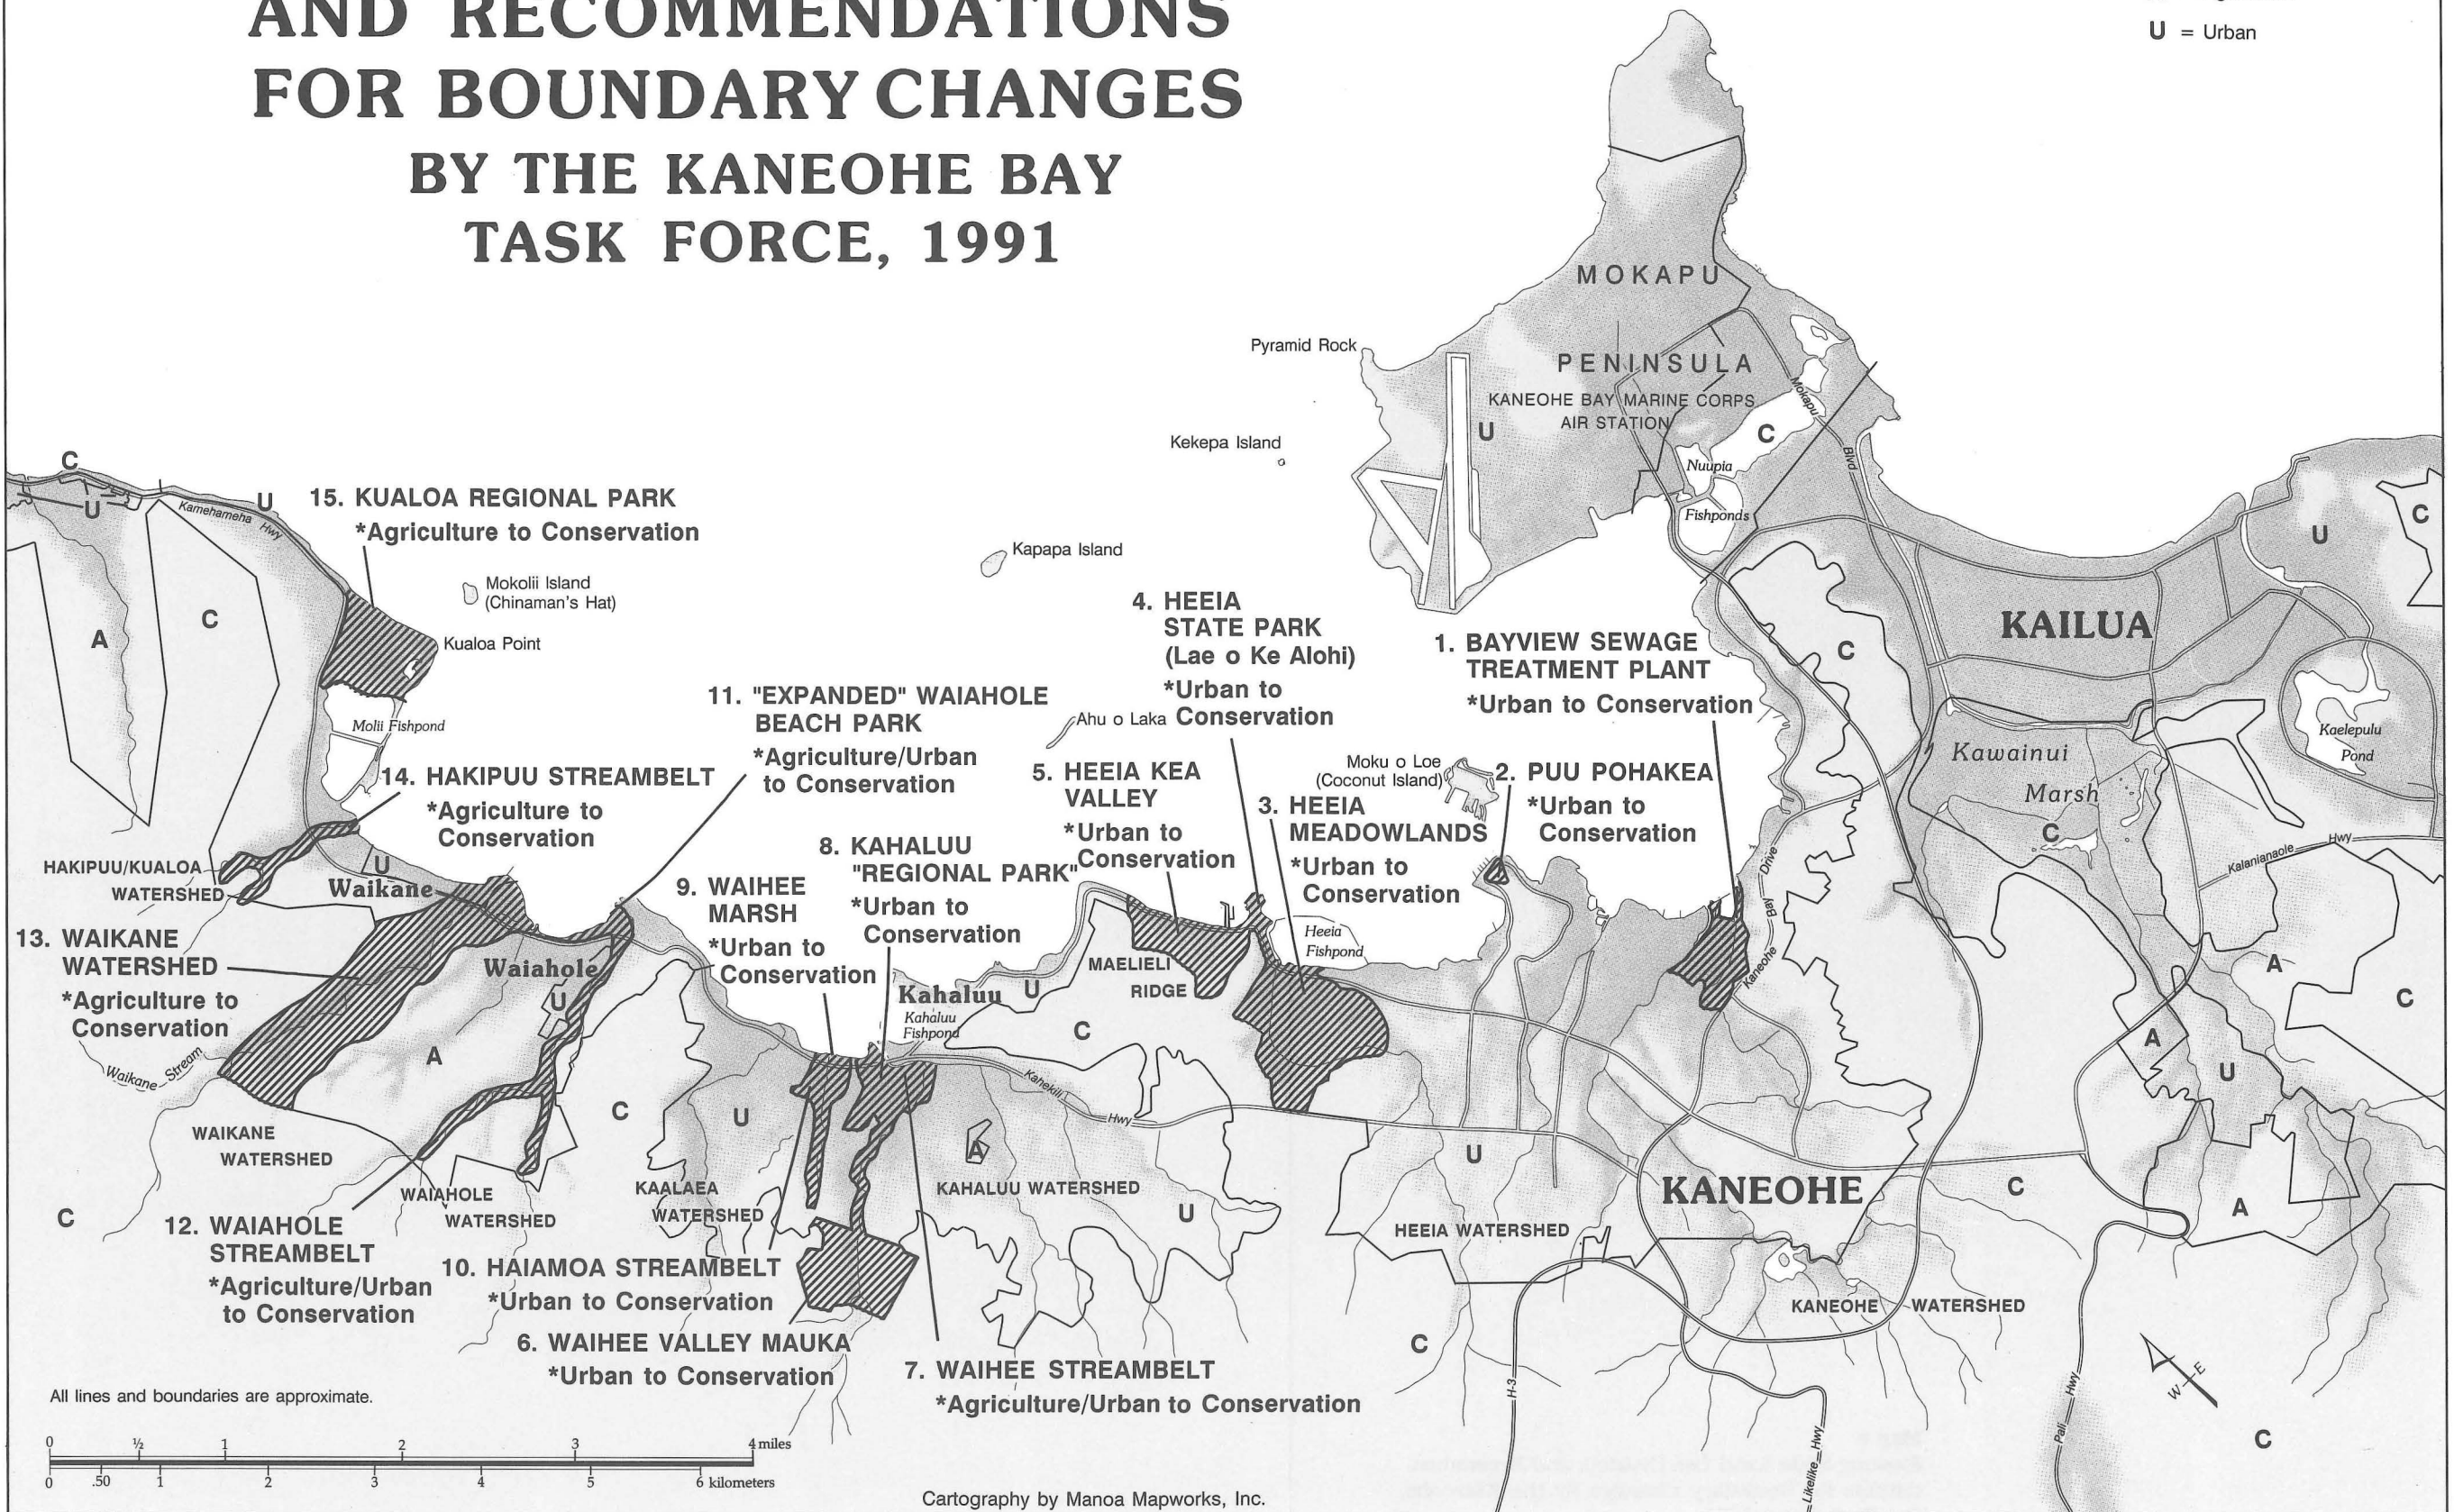 AND RECOMMENDATIONS
FOR BOUNDARY CHANGES
BY THE KANEOHE BAY
TASK FORCE, 1991
U = Urban
MOKAPU
PENINSULA
KANEOHE BAY MARINE CORPS
AIR STATION
Pyramid Rock
Kekepa Island
U
C
Mokapu
Blvd
Nuupia
Fishponds
C
U
U
Kamehameha Hwy
15. KUALOA REGIONAL PARK
*Agriculture to Conservation
Mokolii Island
(Chinaman's Hat)
Kapapa Island
Kualoa Point
A
C
Molii Fishpond
4. HEEIA
STATE PARK
(Lae o Ke Alohi)
*Urban to
Conservation
1. BAYVIEW SEWAGE
TREATMENT PLANT
*Urban to Conservation
C
KAILUA
U
C
11. "EXPANDED" WAIAHOLE
BEACH PARK
*Agriculture/Urban
to Conservation
Ahu o Laka
Moku o Loe
(Coconut Island)
Kawainui
Marsh
C
Kaelepulu
Pond
14. HAKIPUU STREAMBELT
*Agriculture to
Conservation
5. HEEIA KEA
VALLEY
*Urban to
Conservation
3. HEEIA
MEADOWLANDS
*Urban to
Conservation
2. PUU POHAKEA
*Urban to
Conservation
Kalanianaole Hwy
8. KAHALUU
"REGIONAL PARK"
*Urban to
Conservation
9. WAIHEE
MARSH
*Urban to
Conservation
HAKIPUU/KUALOA
WATERSHED
U
Waikane
13. WAIKANE
WATERSHED
*Agriculture to
Conservation
Waikane Stream
Waiahole
U
A
Kahaluu
Kahaluu
Fishpond
U
MAELIELI
RIDGE
C
Heeia
Fishpond
Kaneohe Bay Drive
A
C
A
U
WAIKANE
WATERSHED
C
U
Kahekili Hwy
A
C
WAIAHOLE
WATERSHED
KAALAEA
WATERSHED
KAHALUU WATERSHED
U
U
HEEIA WATERSHED
KANEOHE
C
A
12. WAIAHOLE
STREAMBELT
*Agriculture/Urban
to Conservation
10. HAIAMOA STREAMBELT
*Urban to Conservation
6. WAIHEE VALLEY MAUKA
*Urban to Conservation
7. WAIHEE STREAMBELT
*Agriculture/Urban to Conservation
C
KANEOHE WATERSHED
H-3
Likelike Hwy
Pali Hwy
W E
C
All lines and boundaries are approximate.
0 ½ 1 2 3 4 miles
0 .50 1 2 3 4 5 6 kilometers
Cartography by Manoa Mapworks, Inc.